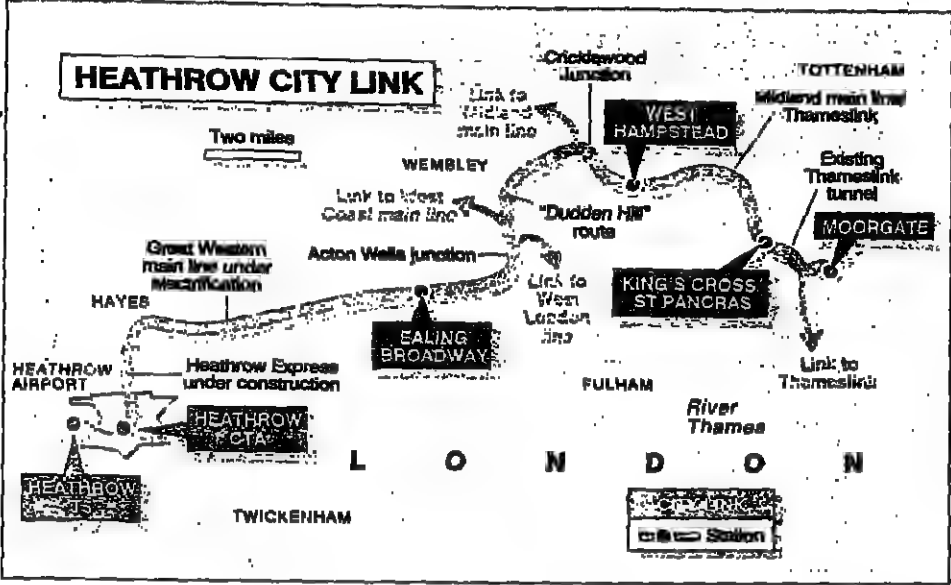 HEATHROW CITY LINK
Two miles
Cricklewood
Junction
TOTTENHAM
Link to
Midland
main line
WEST
HAMPSTEAD
Midland main line/
Thameslink
WEMBLEY
Existing
Thameslink
tunnel
Link to West
Coast main line
"Dudden Hill"
route
MOORGATE
Great Western
main line under
electrification
Acton Wells junction
Link to
West
London
line
KING'S CROSS,
ST PANCRAS
HAYES
EALING
BROADWAY
HEATHROW
AIRPORT
Heathrow Express
under construction
Link to
Thameslink
FULHAM
River
Thames
HEATHROW
CTA
L O N D O N
HEATHROW
TWICKENHAM
LINK
Station